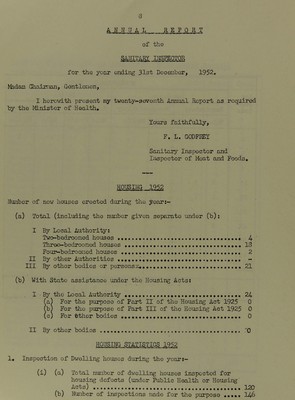 8
ANNUAL REPORT
of the
SANITARY INSPECTOR
for the year ending 31st December, 1952.
Madam Chairman, Gentlemen,
I herewith present my twenty-seventh Annual Report as required
by the Minister of Health.
Yours faithfully,
F. L. GODFREY
Sanitary Inspector and
Inspector of Meat and Foods.
HOUSING 1952
Number of new houses erected during the year:-
(a) Total (including the number given separate under (b):
I By Local Authority:
Two-bedroomed houses 4
Three-bedroomed houses 18
Four-bedroomed houses 2
II By other Authorities -
III By other bodies or persons: 21
(b) With State assistance under the Housing Acts:
I By the Local Authority 24
(a) For the purpose of Part II of the Housing Act 1925 0
(b) For the purpose of Part III of the Housing Act 1925 0
(c) For other bodies 0
II By other bodies 0
HOUSING STATISTICS 1952
1. Inspection of Dwelling houses during the year:-
(i) (a) Total number of dwelling houses inspected for
housing defects (under Public Health or Housing
Acts) 120
(b) Number of inspections made for the purpose 146